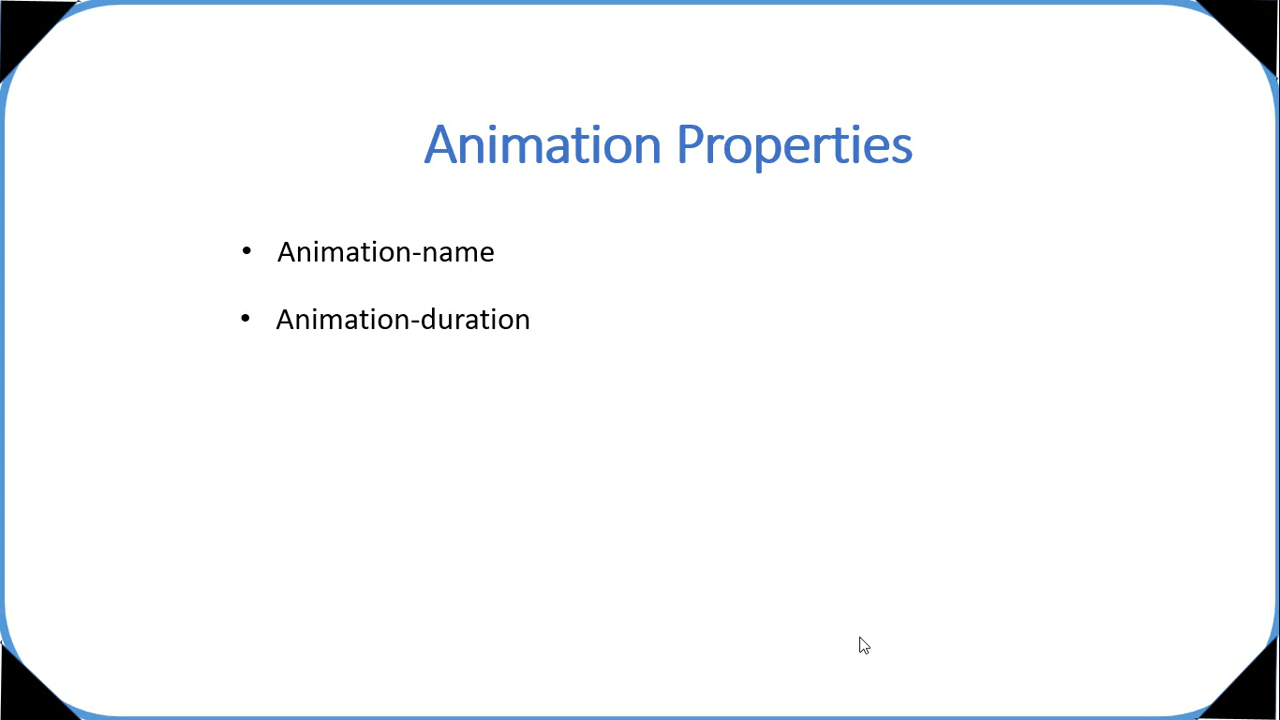 Animation Properties
• Animation-name
• Animation-duration